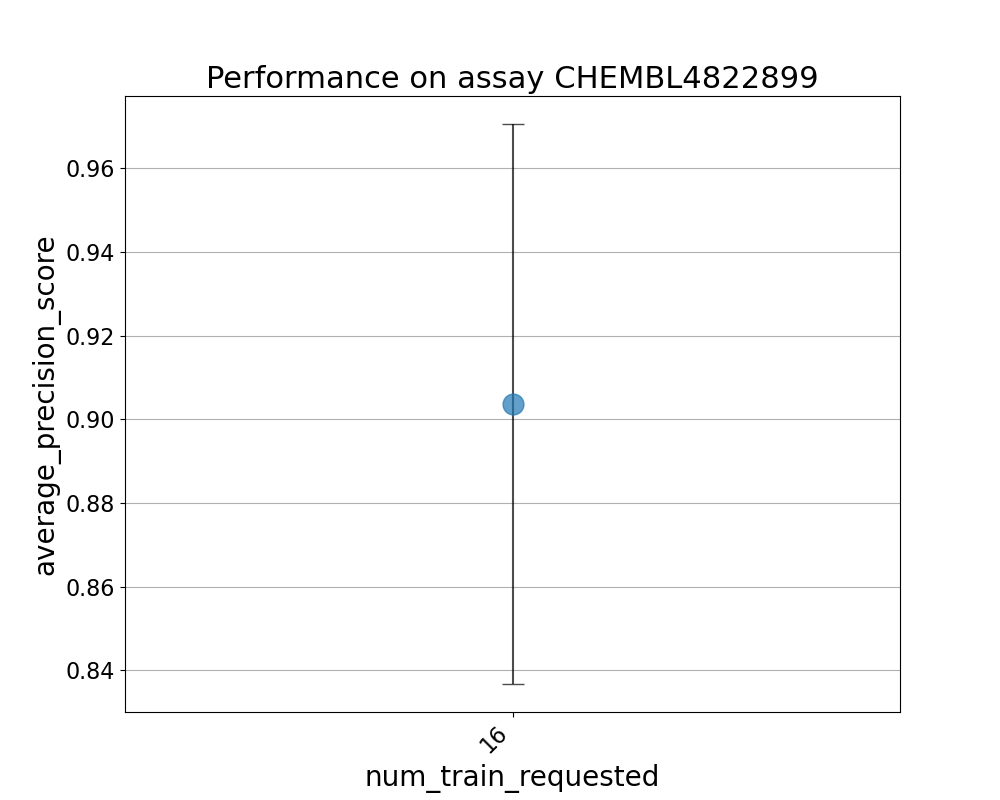 Performance on assay CHEMBL4822899
average_precision_score
0.96
0.94
0.92
0.90
0.88
0.86
0.84
16
num_train_requested